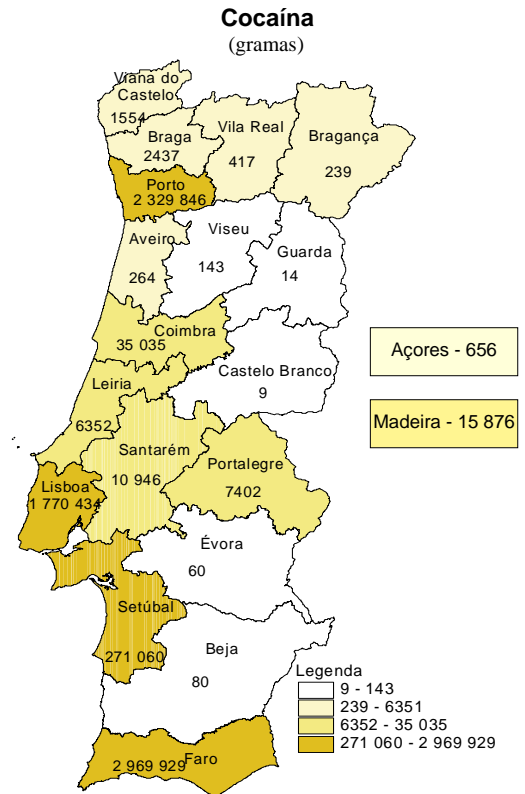 Cocaína
(gramas)
Viana do
Castelo
1554
Braga
2437
Vila Real
417
Bragança
239
Porto
2 329 846
Aveiro
264
Viseu
143
Guarda
14
Coimbra
35 035
Castelo Branco
9
Açores - 656
Leiria
6352
Madeira - 15 876
Santarém
10 946
Portalegre
7402
Lisboa
1 770 434
Évora
60
Setúbal
271 060
Beja
80
Faro
2 969 929
Legenda
9 - 143
239 - 6351
6352 - 35 035
271 060 - 2 969 929